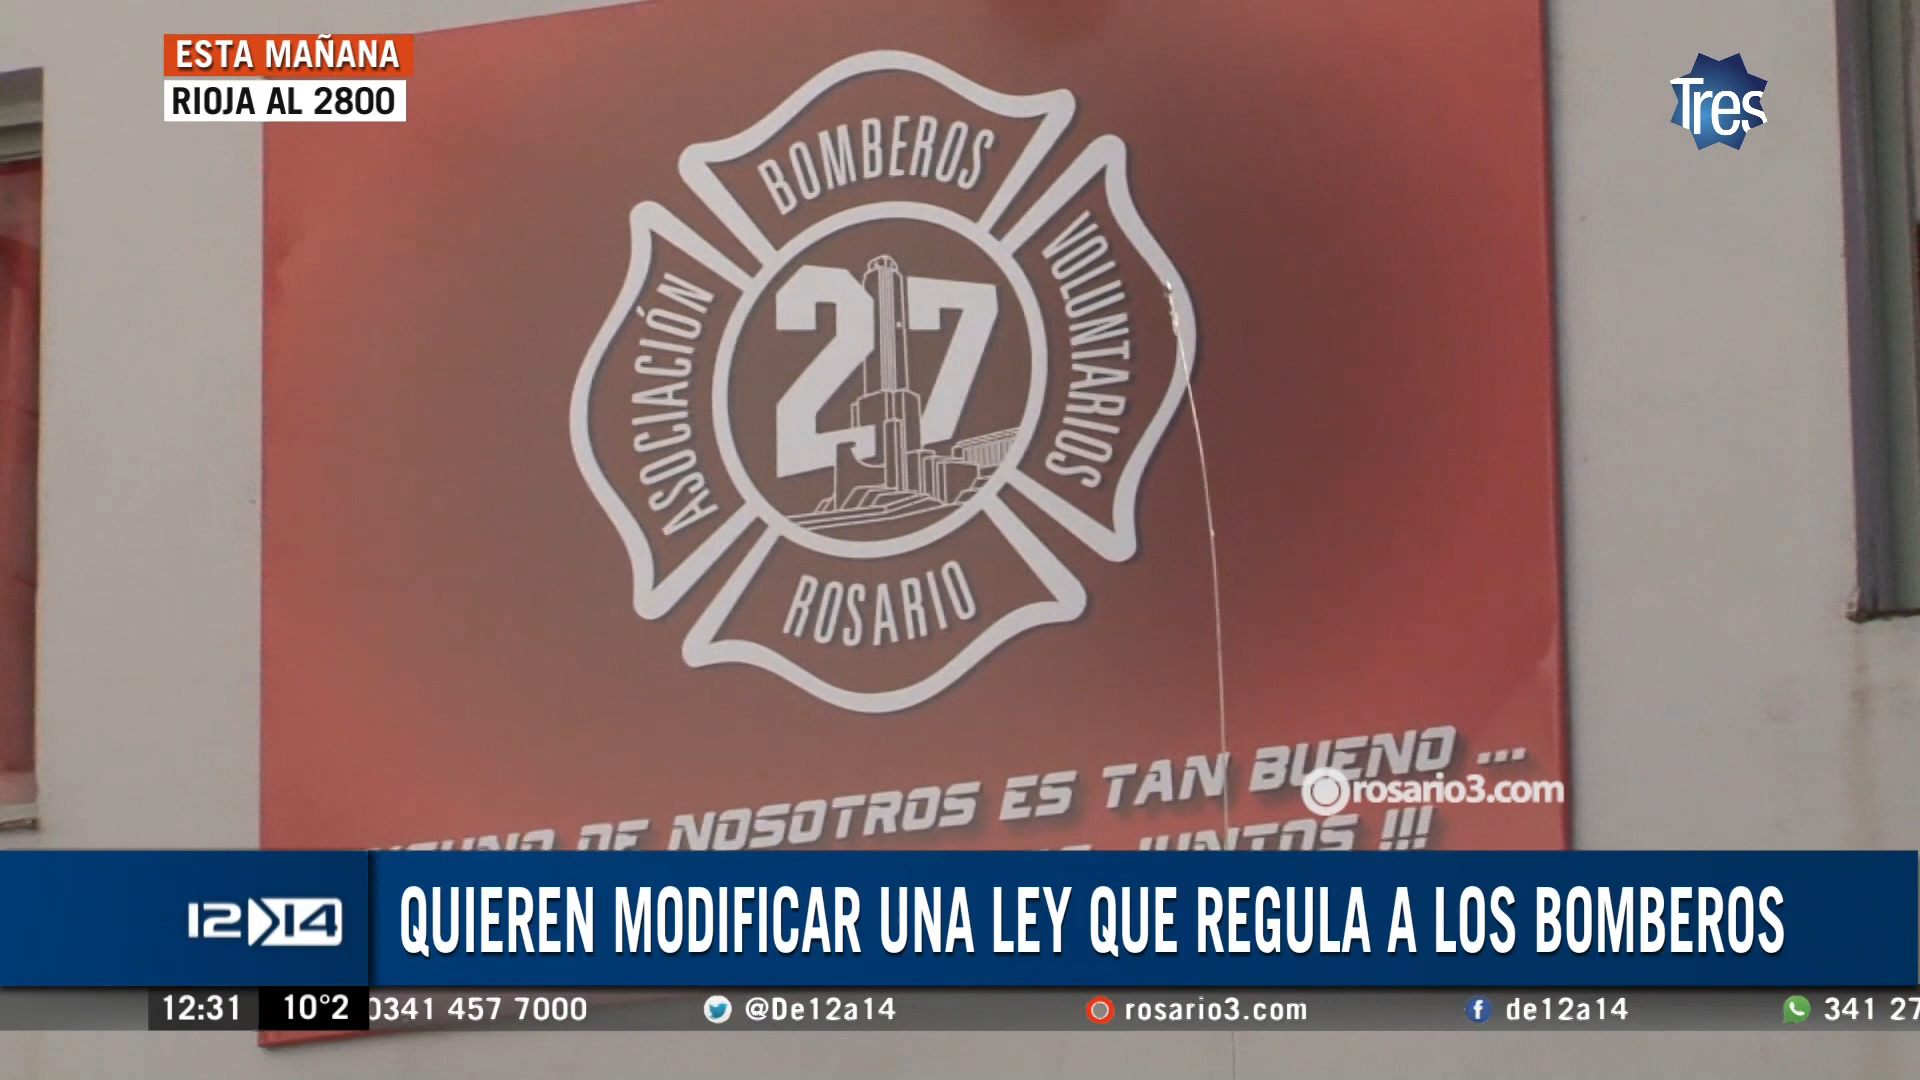 ESTA MAÑANA
RIOJA AL 2800
Tres
BOMBEROS
ASOCIACIÓN
27
VOLUNTARIOS
ROSARIO
DE NOSOTROS ES TAN BUENO ...
rosario3.com
JUNTOS !!!
12 14
QUIEREN MODIFICAR UNA LEY QUE REGULA A LOS BOMBEROS
12:31 10°2 0341 457 7000 @De12a14 rosario3.com de12a14 341 27